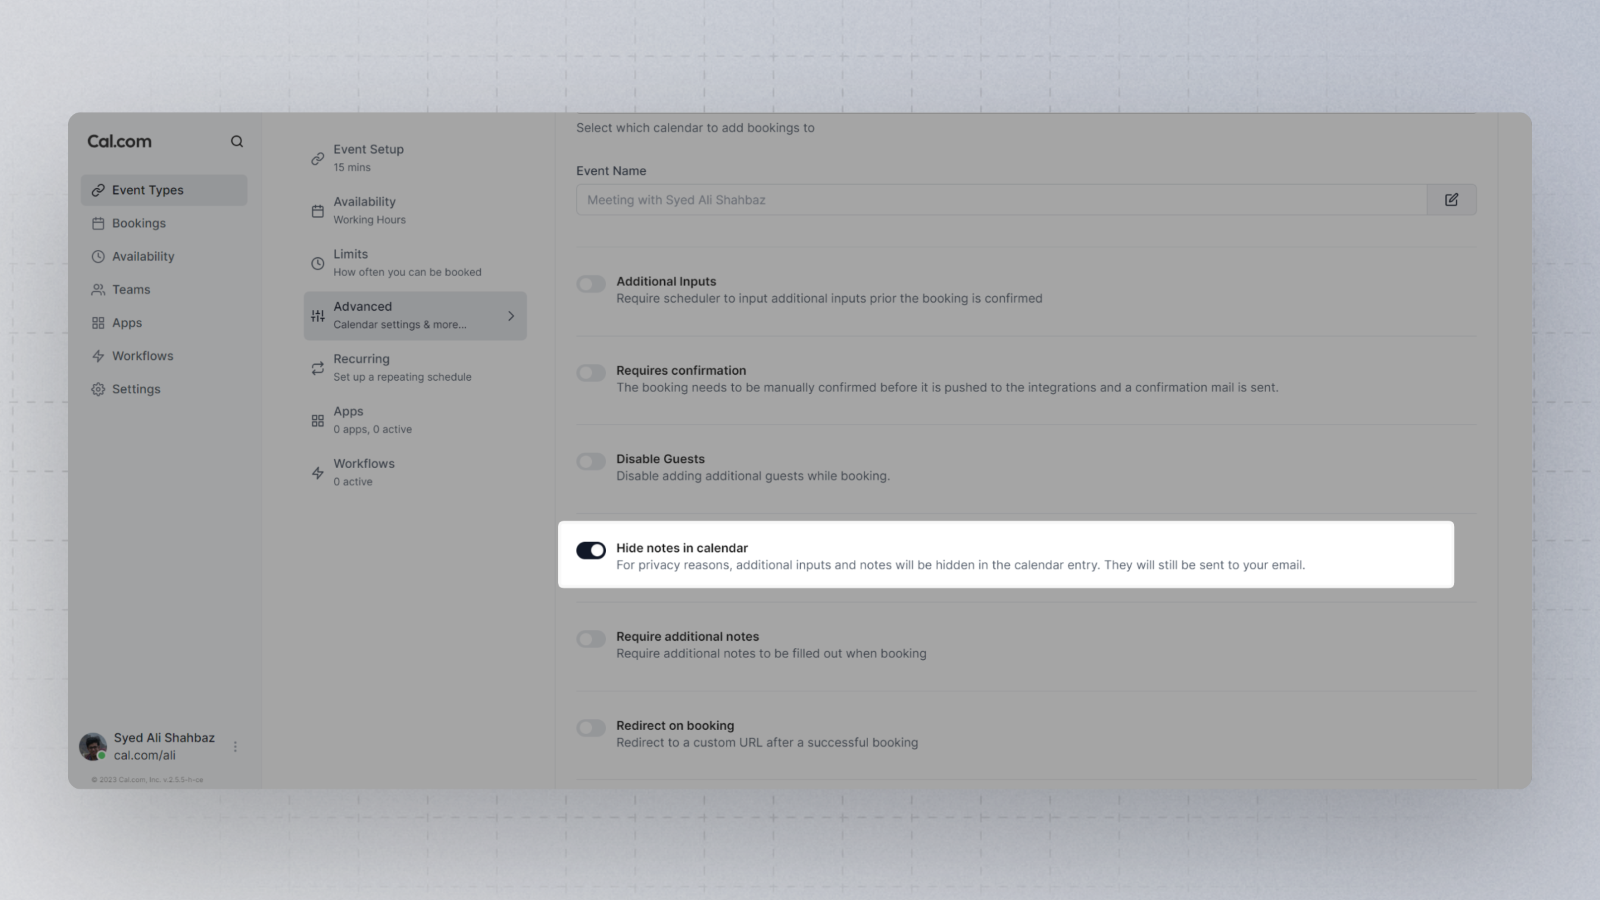 Cal.com
Event Types
Bookings
Availability
Teams
Apps
Workflows
Settings
Syed Ali Shahbaz
cal.com/ali
© 2023 Cal.com, Inc. v.2.5.5-h-ce
Event Setup
15 mins
Availability
Working Hours
Limits
How often you can be booked
Advanced
Calendar settings & more...
Recurring
Set up a repeating schedule
Apps
0 apps, 0 active
Workflows
0 active
Select which calendar to add bookings to
Event Name
Meeting with Syed Ali Shahbaz
Additional Inputs
Require scheduler to input additional inputs prior the booking is confirmed
Requires confirmation
The booking needs to be manually confirmed before it is pushed to the integrations and a confirmation mail is sent.
Disable Guests
Disable adding additional guests while booking.
Hide notes in calendar
For privacy reasons, additional inputs and notes will be hidden in the calendar entry. They will still be sent to your email.
Require additional notes
Require additional notes to be filled out when booking
Redirect on booking
Redirect to a custom URL after a successful booking